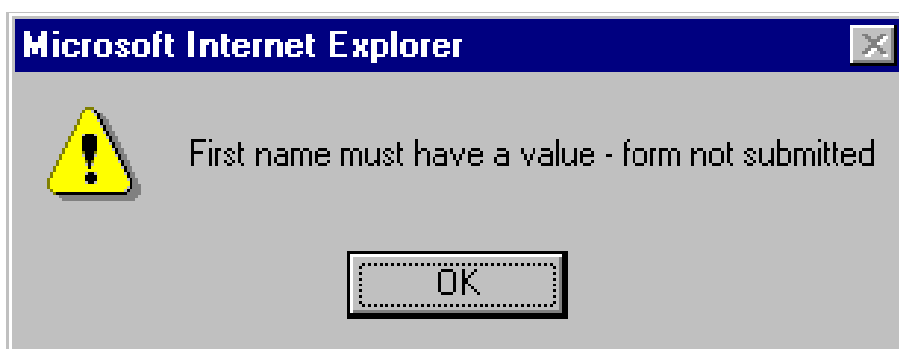 Microsoft Internet Explorer
First name must have a value - form not submitted
OK